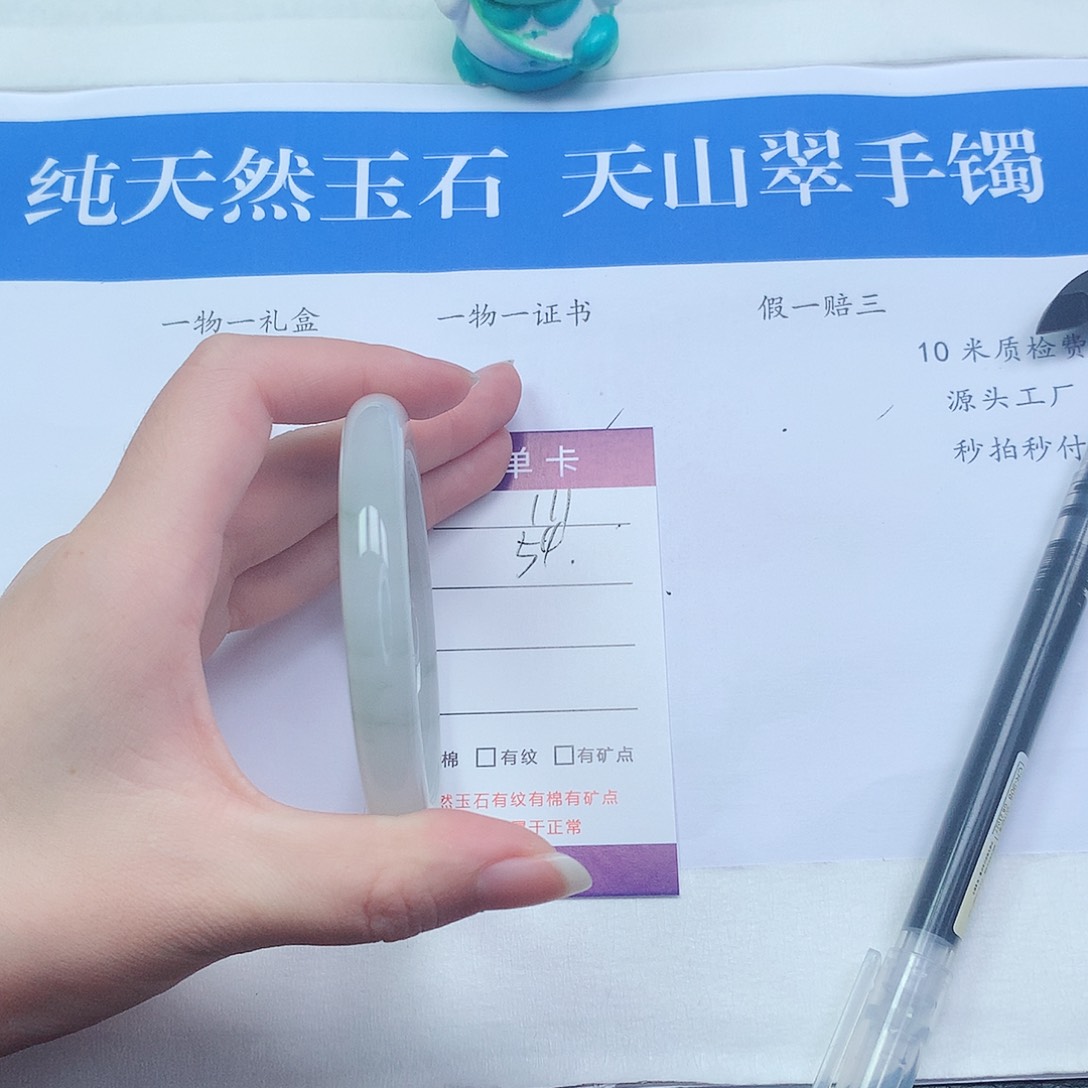 纯天然玉石 天山翠手镯
一物一礼盒 一物一证书 假一赔三
10 米质检费
源头工厂
秒拍秒付
单卡
111
54.
棉 □有纹 □有矿点
然玉石有纹有棉有矿点
属于正常